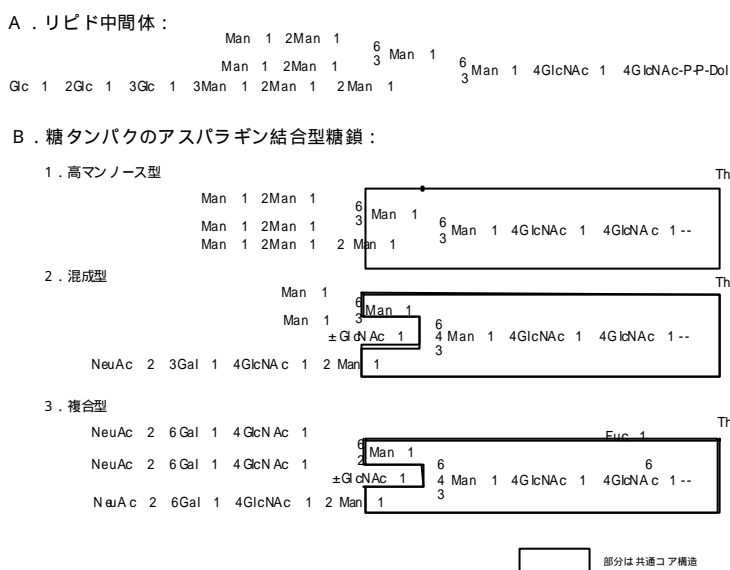 A．リピド中間体：
Man 1 2Man 1
6
3 Man 1
Man 1 2Man 1
6
3 Man 1 4GlcNAc 1 4GlcNAc-P-P-Dol
Glc 1 2Glc 1 3Glc 1 3Man 1 2Man 1 2Man 1
B．糖タンパクのアスパラギン結合型糖鎖：
1．高マンノース型
Th
Man 1 2Man 1
6
3 Man 1
Man 1 2Man 1
6
3 Man 1 4GlcNAc 1 4GlcNAc 1 --
Man 1 2Man 1 2 Man 1
2．混成型
Th
Man 1
6
3 Man 1
Man 1
±GlcNAc 1
6
4 Man 1 4GlcNAc 1 4GlcNAc 1 --
3
NeuAc 2 3Gal 1 4GlcNAc 1 2 Man 1
3．複合型
Th
NeuAc 2 6Gal 1 4GlcNAc 1
Fuc 1
6
2 Man 1
NeuAc 2 6Gal 1 4GlcNAc 1
6 6
±GlcNAc 1 4 Man 1 4GlcNAc 1 4GlcNAc 1 --
3
NeuAc 2 6Gal 1 4GlcNAc 1 2 Man 1
部分は共通コア構造